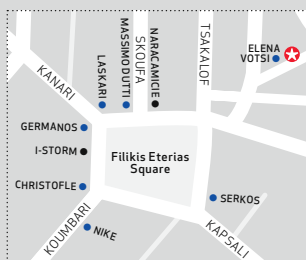 KANARI
LASKARI
MASSIMO DUTTI
SKOUFA
NARACAMICIE
TSAKALOF
ELENA
VOTSI
GERMANOS
I-STORM
CHRISTOFLE
Filikis Eterias
Square
SERKOS
KOUMBARI
NIKE
KAPSALI